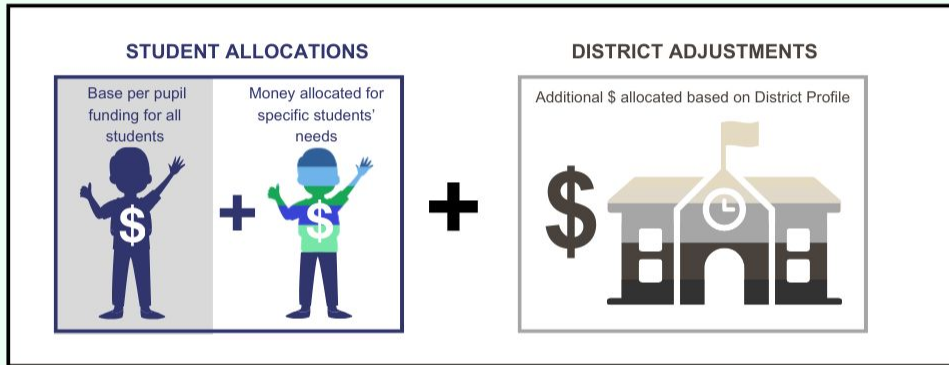 STUDENT ALLOCATIONS
Base per pupil
funding for all
students
$
+
Money allocated for
specific students'
needs
$
+
DISTRICT ADJUSTMENTS
Additional $ allocated based on District Profile
$